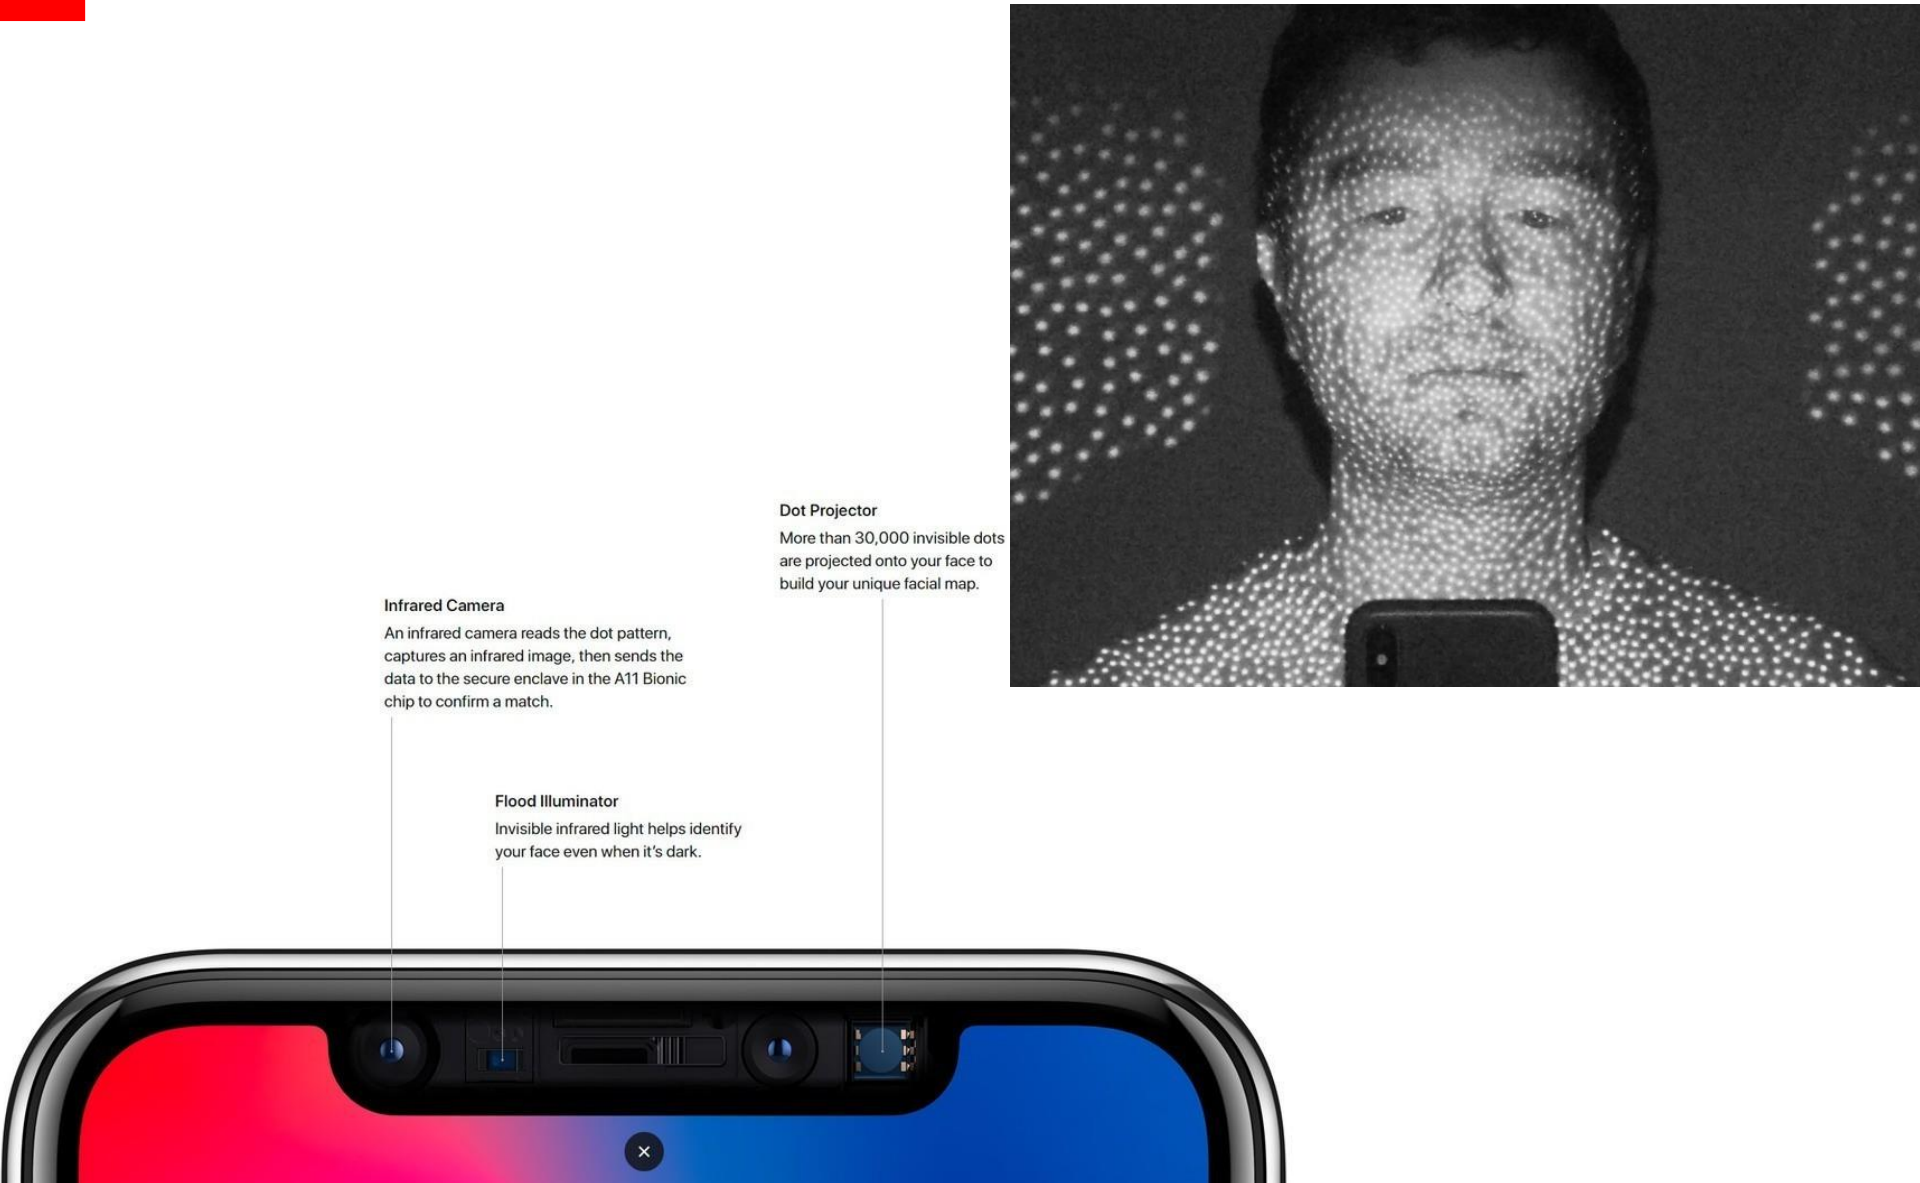 Dot Projector
More than 30,000 invisible dots
are projected onto your face to
build your unique facial map.
Infrared Camera
An infrared camera reads the dot pattern,
captures an infrared image, then sends the
data to the secure enclave in the A11 Bionic
chip to confirm a match.
Flood Illuminator
Invisible infrared light helps identify
your face even when it's dark.